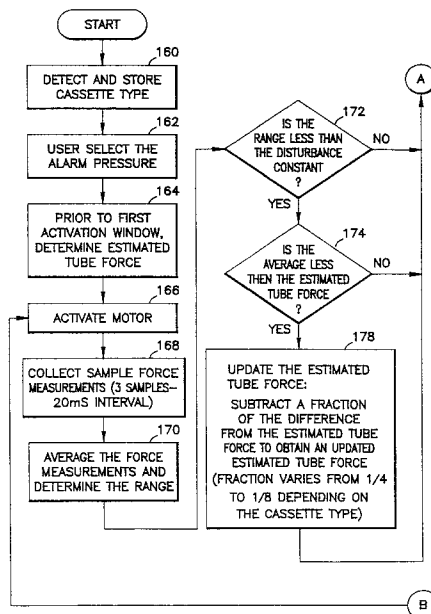 START
160
DETECT AND STORE
CASSETTE TYPE
162
USER SELECT THE
ALARM PRESSURE
164
PRIOR TO FIRST
ACTIVATION WINDOW,
DETERMINE ESTIMATED
TUBE FORCE
166
ACTIVATE MOTOR
168
COLLECT SAMPLE FORCE
MEASUREMENTS (3 SAMPLES-
20mS INTERVAL)
170
AVERAGE THE FORCE
MEASUREMENTS AND
DETERMINE THE RANGE
A
172
IS THE
RANGE LESS THAN
THE DISTURBANCE
CONSTANT
?
NO
YES
174
IS THE
AVERAGE LESS
THEN THE ESTIMATED
TUBE FORCE
?
NO
YES
178
UPDATE THE ESTIMATED
TUBE FORCE:
SUBTRACT A FRACTION
OF THE DIFFERENCE
FROM THE ESTIMATED TUBE
FORCE TO OBTAIN AN UPDATED
ESTIMATED TUBE FORCE
(FRACTION VARIES FROM 1/4
TO 1/8 DEPENDING ON
THE CASSETTE TYPE)
B